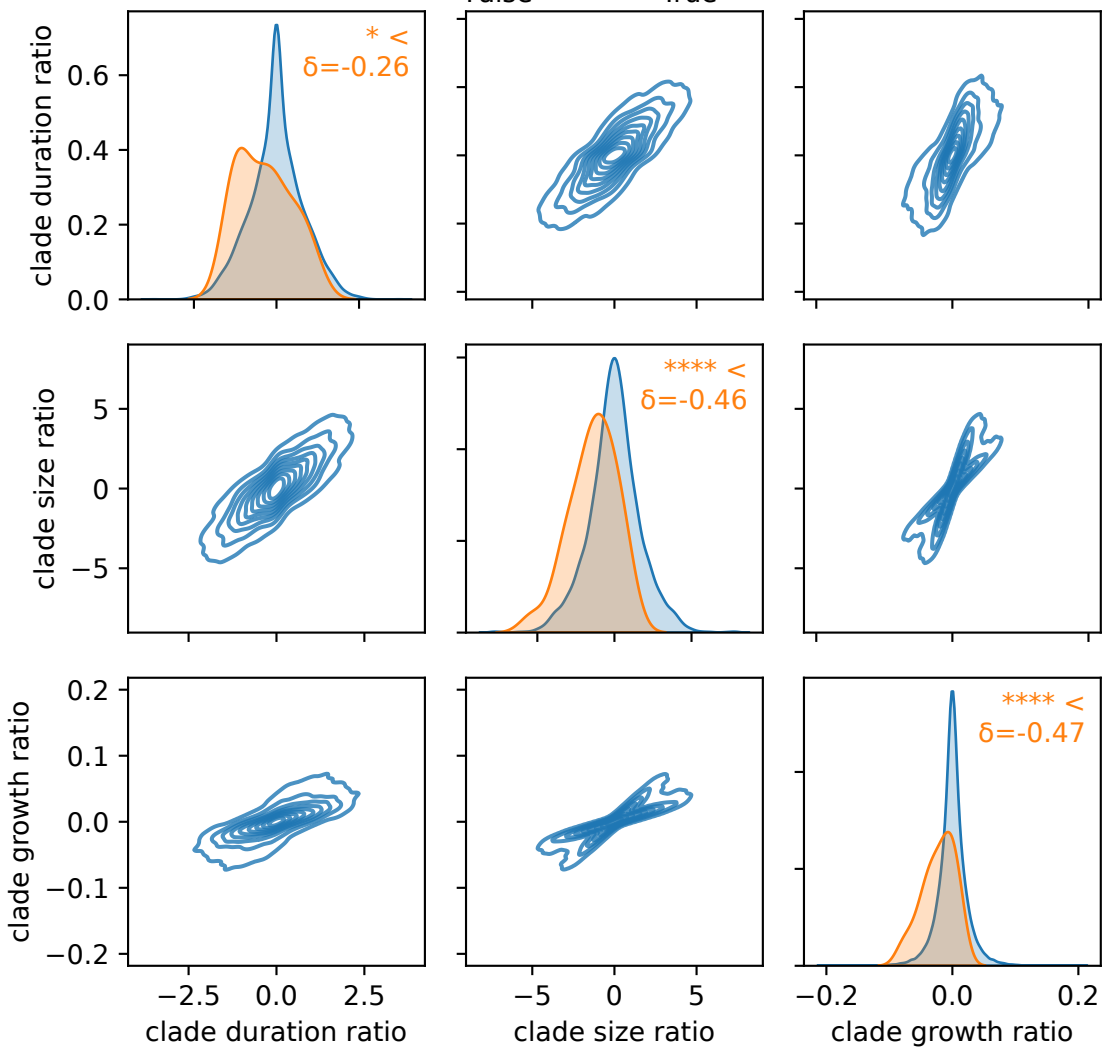 clade duration ratio
0.0
0.2
0.4
0.6
* <
δ=-0.26
clade size ratio
5
0
−5
**** <
δ=-0.46
clade growth ratio
0.2
0.1
0.0
−0.1
−0.2
**** <
δ=-0.47
−2.5 0.0 2.5
clade duration ratio
−5 0 5
clade size ratio
−0.2 0.0 0.2
clade growth ratio